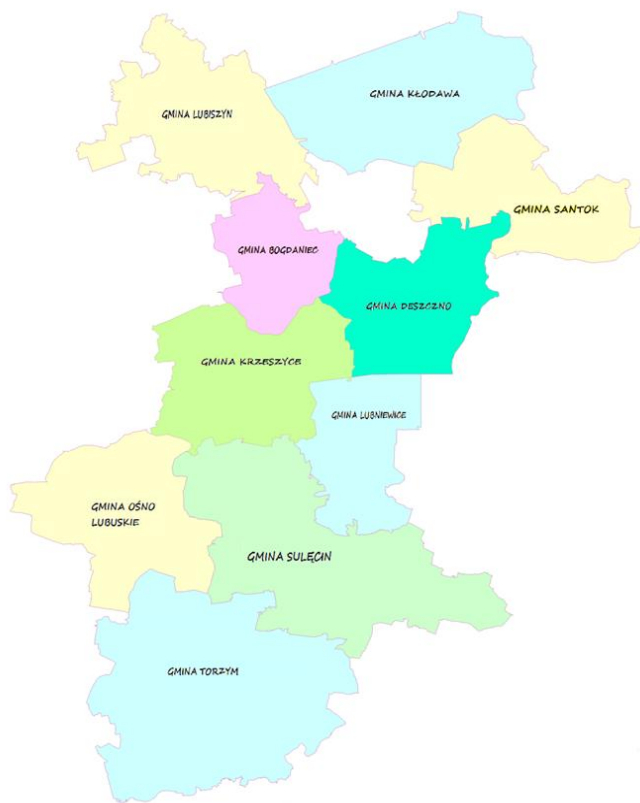 GMINA KŁODAWA
GMINA LUBISZYN
GMINA SANTOK
GMINA BOGDANIEC
GMINA DESZCZNO
GMINA KRZESZYCE
GMINA LUBNIEWICE
GMINA OŚNO
LUBUSKIE
GMINA SULĘCIN
GMINA TORZYM